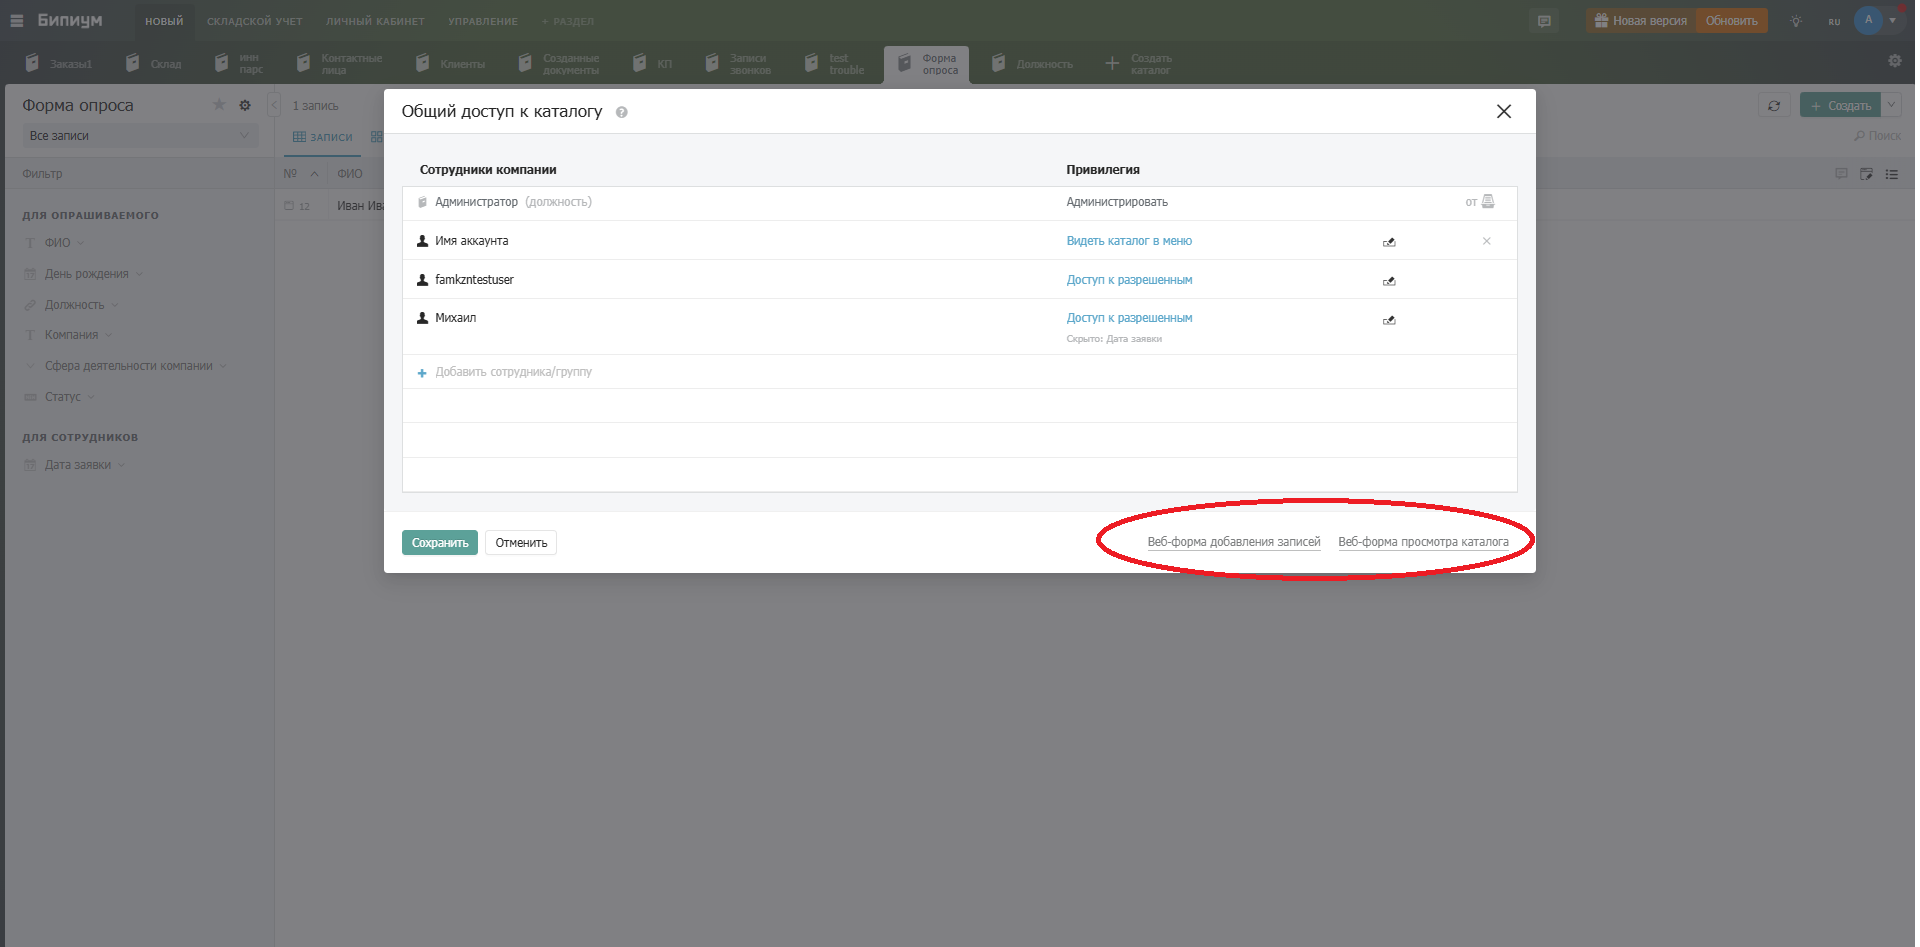 Бипиум
НОВЫЙ
СКЛАДСКОЙ УЧЕТ
ЛИЧНЫЙ КАБИНЕТ
УПРАВЛЕНИЕ
+ РАЗДЕЛ
Новая версия
Обновить
RU
A
Заказы1
Склад
инн
парс
Контактные
лица
Клиенты
Созданные
документы
КП
Записи
звонков
test
trouble
Форма
опроса
Должность
Создать
каталог
Форма опроса
1 запись
+ Создать
Все записи
ЗАПИСИ
Поиск
Фильтр
№
ФИО
12
Иван Ива
ДЛЯ ОПРАШИВАЕМОГО
ФИО
День рождения
Должность
Компания
Сфера деятельности компании
Статус
ДЛЯ СОТРУДНИКОВ
Дата заявки
Общий доступ к каталогу ?
Сотрудники компании
Привилегия
Администратор (должность)
Администрировать
от
Имя аккаунта
Видеть каталог в меню
famkzntestuser
Доступ к разрешенным
Михаил
Доступ к разрешенным
Скрыто: Дата заявки
+ Добавить сотрудника/группу
Сохранить
Отменить
Веб-форма добавления записей
Веб-форма просмотра каталога